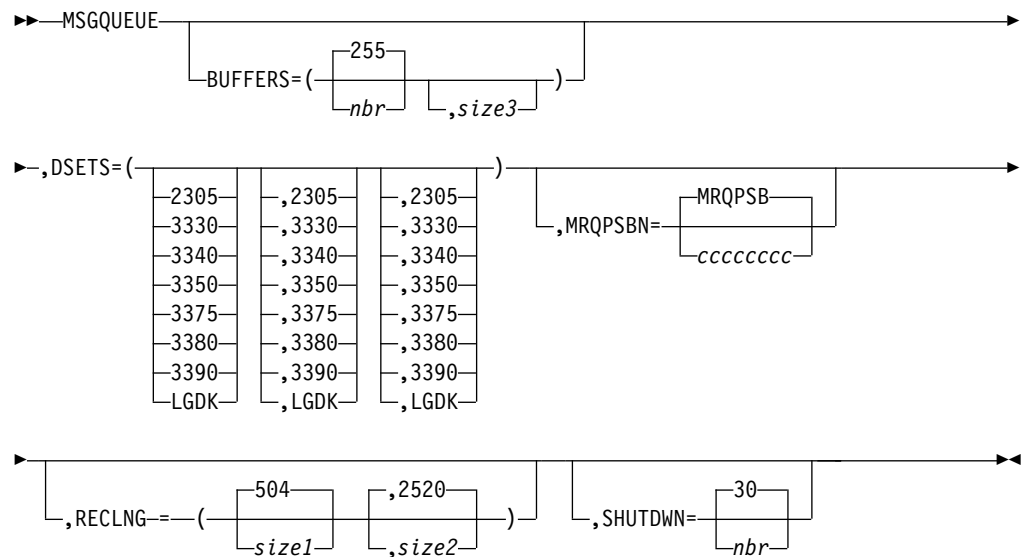 MSGQUEUE
255
BUFFERS=( nbr ,size3 )
,DSETS=( )
2305 ,2305 ,2305 MRQPSB
3330 ,3330 ,3330 ,MRQPSBN=
3340 ,3340 ,3340 cccccccc
3350 ,3350 ,3350
3375 ,3375 ,3375
3380 ,3380 ,3380
3390 ,3390 ,3390
LGDK ,LGDK ,LGDK
504 ,2520 30
,RECLNG = ( ) ,SHUTDWN=
size1 ,size2 nbr